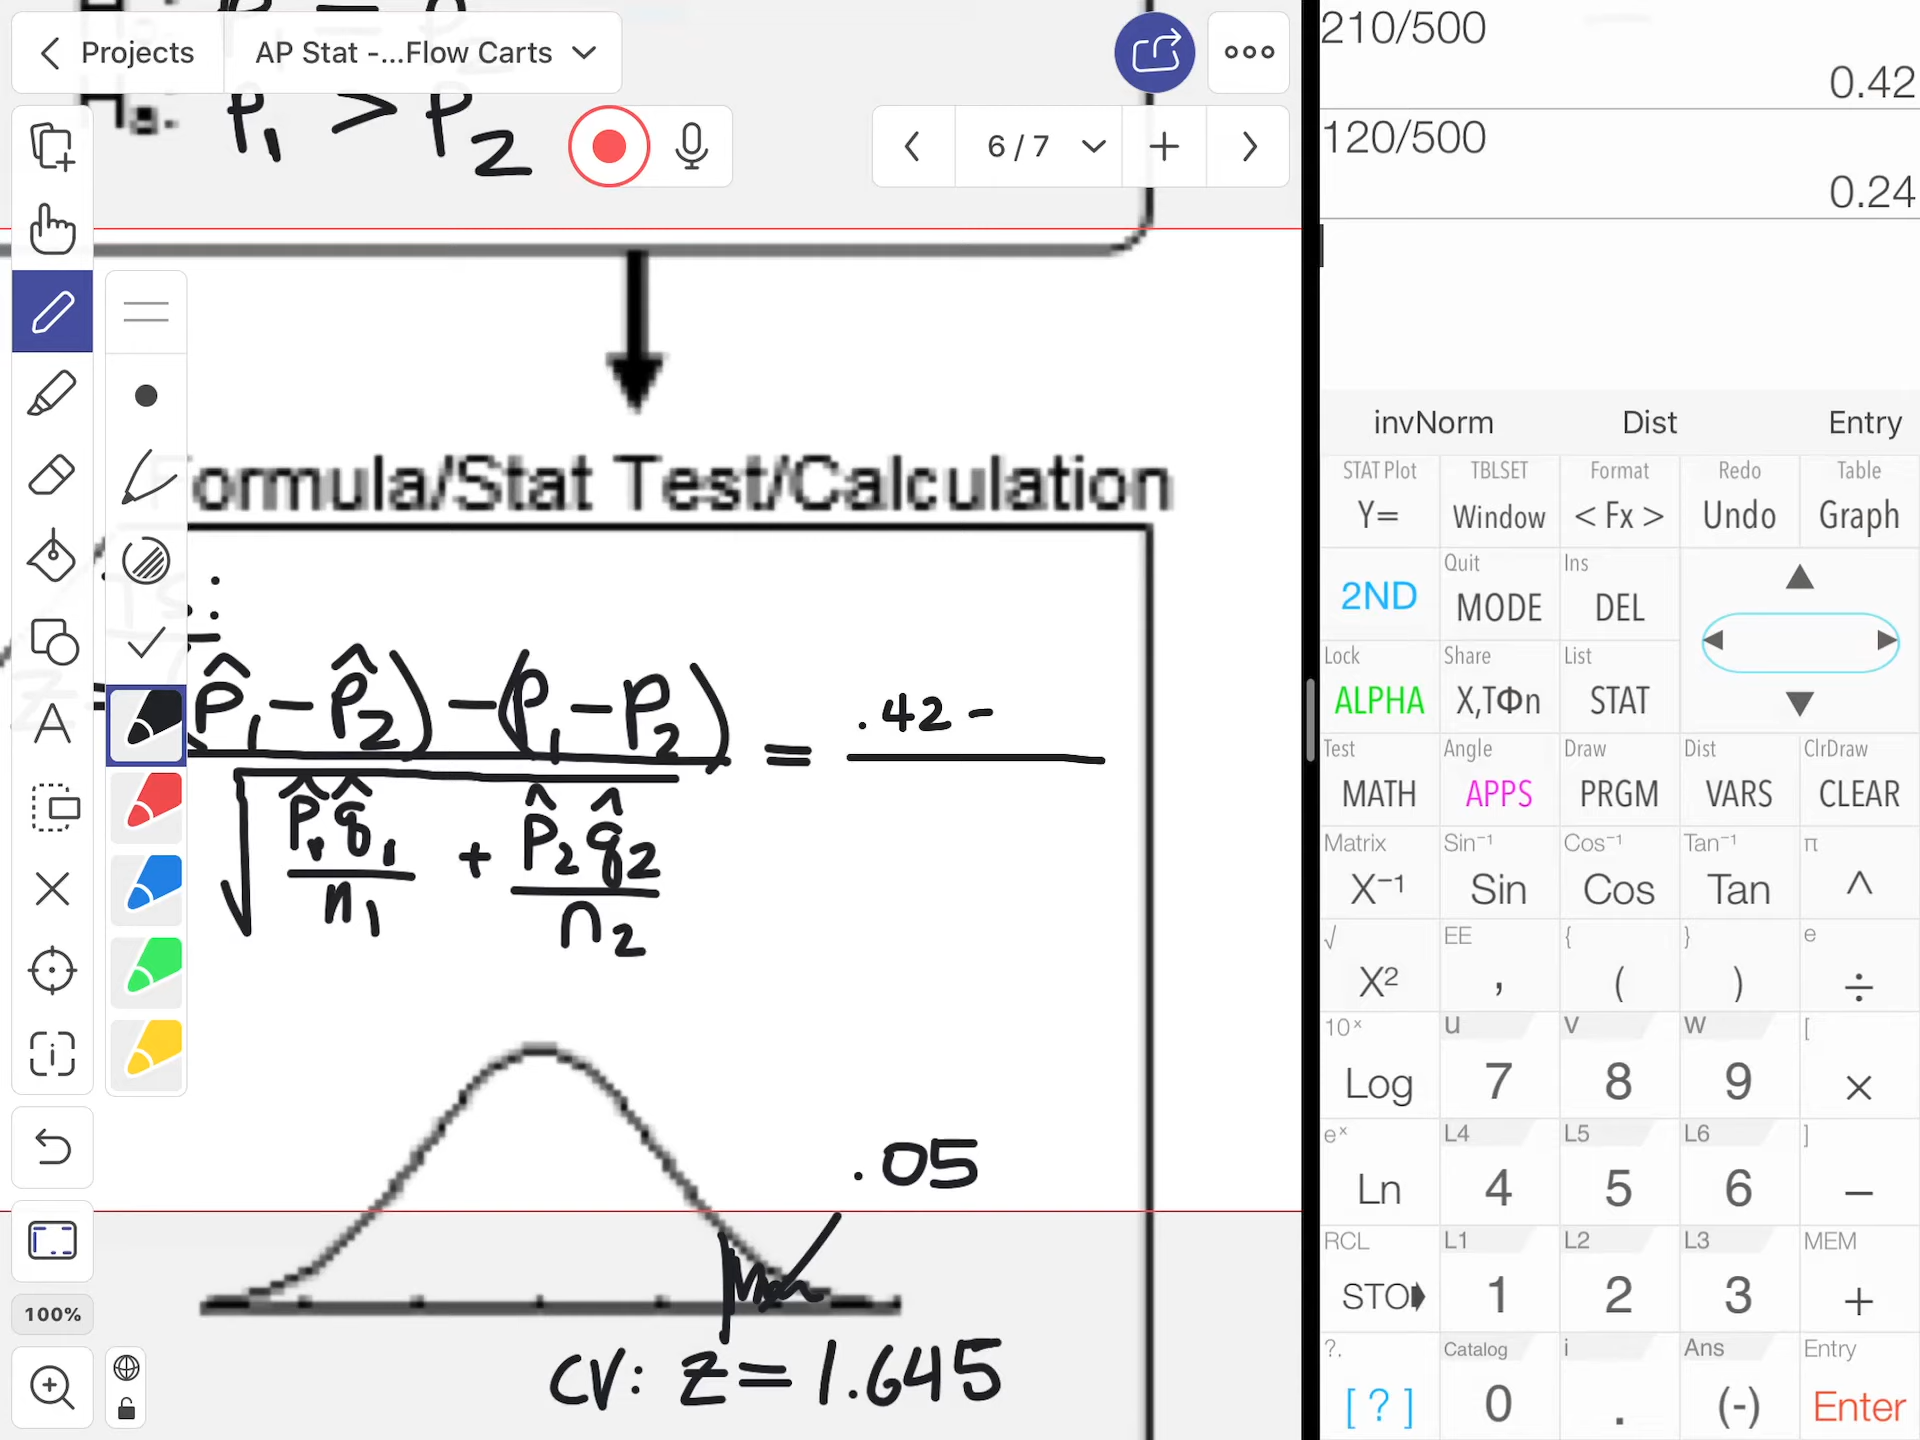 Projects
AP Stat -...Flow Carts
Hₐ: p₁ > p₂
6 / 7
ormula/Stat Test/Calculation
p̂₁ - p̂₂) - (p₁ - p₂) = .42 -
√ p̂₁q̂₁ + p̂₂q̂₂
n₁ n₂
.05
CV: z = 1.645
100%
210/500
0.42
120/500
0.24
invNorm Dist Entry
STAT Plot TBLSET Format Redo Table
Y= Window < Fx > Undo Graph
Quit Ins
2ND MODE DEL
Lock Share List
ALPHA X,TΦn STAT
Test Angle Draw Dist ClrDraw
MATH APPS PRGM VARS CLEAR
Matrix Sin⁻¹ Cos⁻¹ Tan⁻¹ π
X⁻¹ Sin Cos Tan ^
√ EE { } e
X² , ( ) ÷
10ˣ u v w [
Log 7 8 9 ×
eˣ L4 L5 L6 ]
Ln 4 5 6 −
RCL L1 L2 L3 MEM
STO 1 2 3 +
?. Catalog i Ans Entry
[ ? ] 0 . (-) Enter